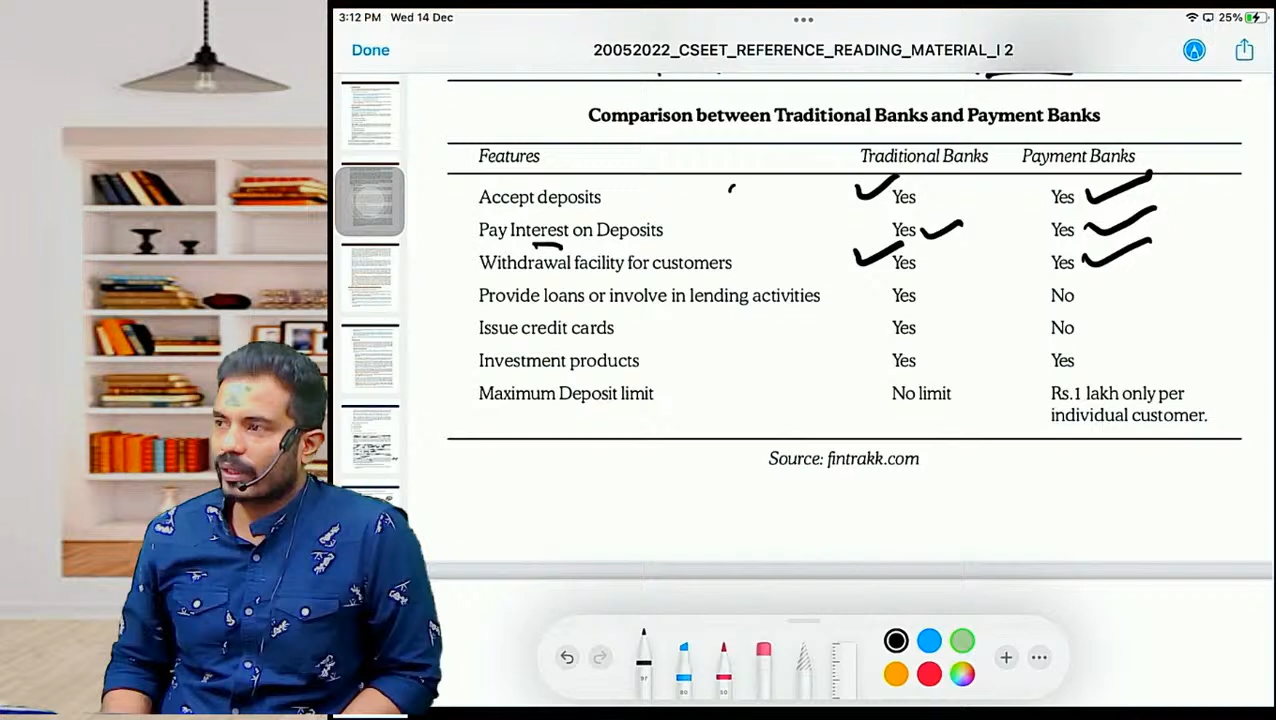 3:12 PM Wed 14 Dec
25%
Done
20052022_CSEET_REFERENCE_READING_MATERIAL_I 2
Comparison between Traditional Banks and Payment Banks
Features Traditional Banks Payment Banks
Accept deposits Yes Yes
Pay Interest on Deposits Yes Yes
Withdrawal facility for customers Yes Yes
Provide loans or involve in lending activities Yes No
Issue credit cards Yes No
Investment products Yes Yes
Maximum Deposit limit No limit Rs.1 lakh only per
individual customer.
Source: fintrakk.com